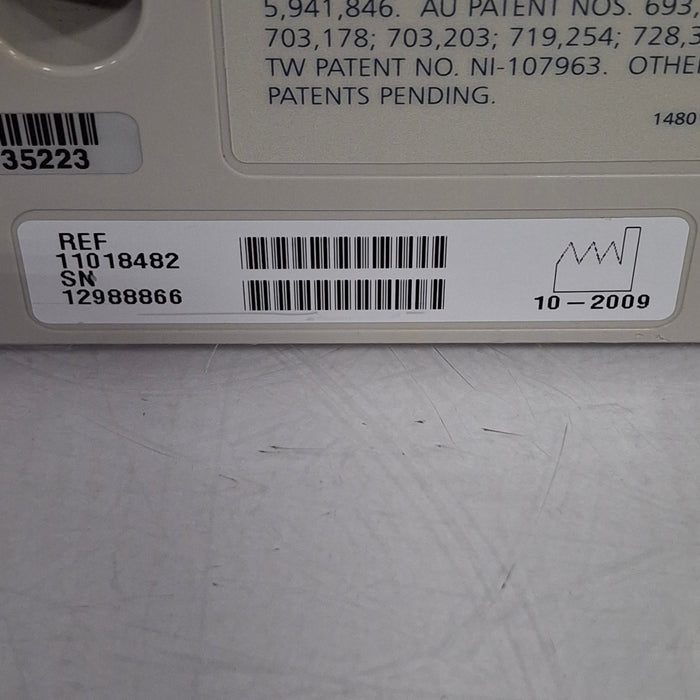 5,941,846. AU PATENT NOS. 693,
703,178; 703,203; 719,254; 728,3
TW PATENT NO. NI-107963. OTHE
PATENTS PENDING.
1480
35223
REF
11018482
SN
12988866
10-2009